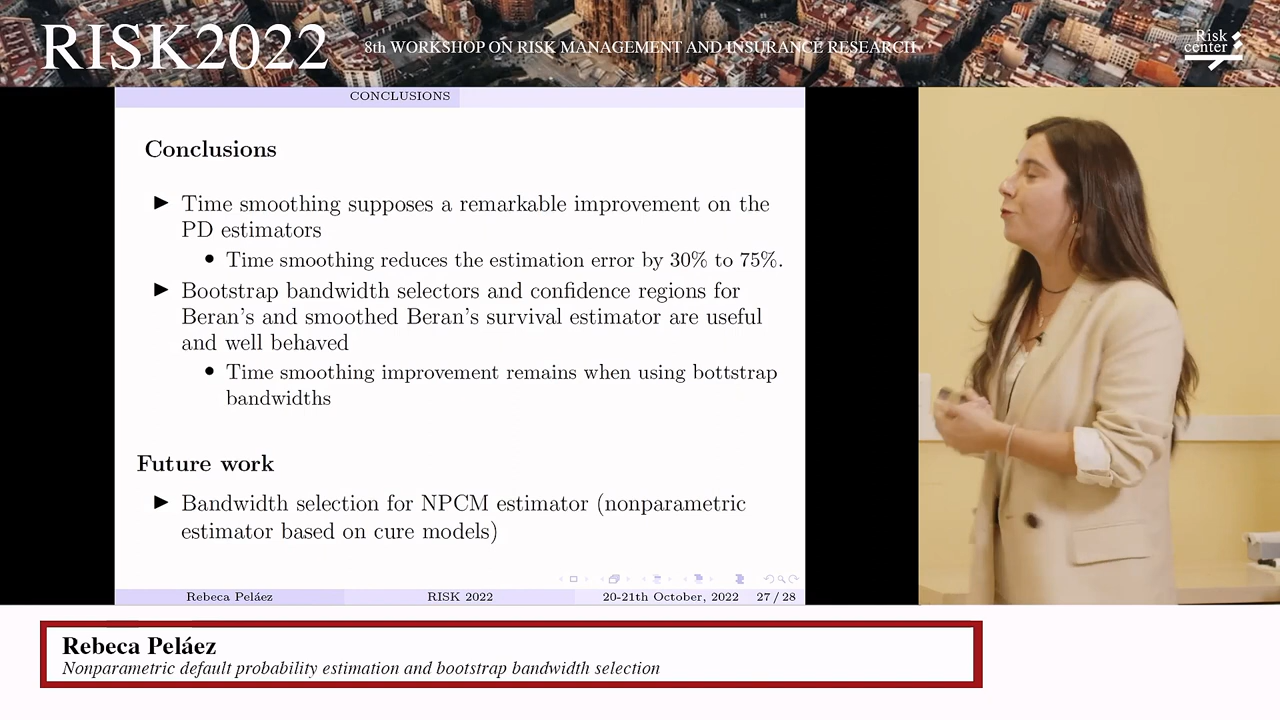 RISK2022
8th WORKSHOP ON RISK MANAGEMENT AND INSURANCE RESEARCH
Risk
center
CONCLUSIONS
Conclusions
▶ Time smoothing supposes a remarkable improvement on the
PD estimators
• Time smoothing reduces the estimation error by 30% to 75%.
▶ Bootstrap bandwidth selectors and confidence regions for
Beran's and smoothed Beran's survival estimator are useful
and well behaved
• Time smoothing improvement remains when using bottstrap
bandwidths
Future work
▶ Bandwidth selection for NPCM estimator (nonparametric
estimator based on cure models)
Rebeca Peláez RISK 2022 20-21th October, 2022 27 / 28
Rebeca Peláez
Nonparametric default probability estimation and bootstrap bandwidth selection